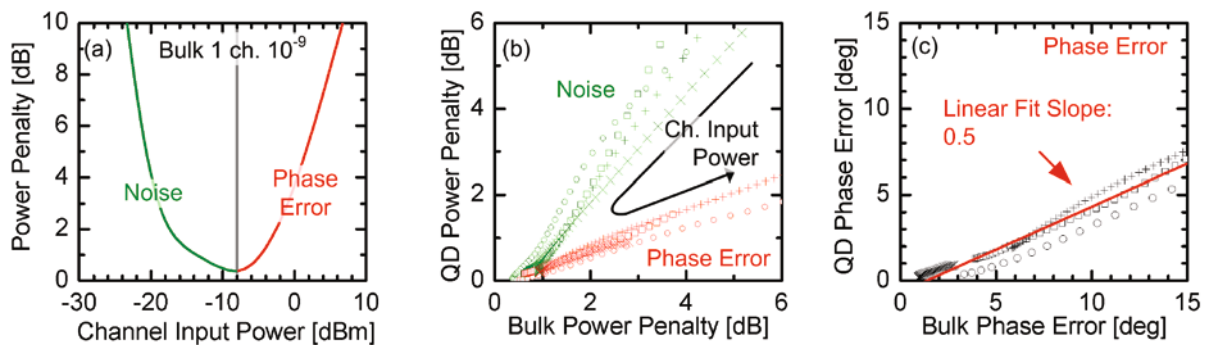 (a)
Bulk 1 ch. 10⁻⁹
Power Penalty [dB]
10
8
6
4
2
0
Noise
Phase
Error
-30 -20 -10 0 10
Channel Input Power [dBm]
(b)
QD Power Penalty [dB]
6
4
2
0
Noise
Ch. Input
Power
Phase Error
2 4 6
Bulk Power Penalty [dB]
(c)
Phase Error
QD Phase Error [deg]
15
10
5
0
Linear Fit Slope:
0.5
0 5 10 15
Bulk Phase Error [deg]